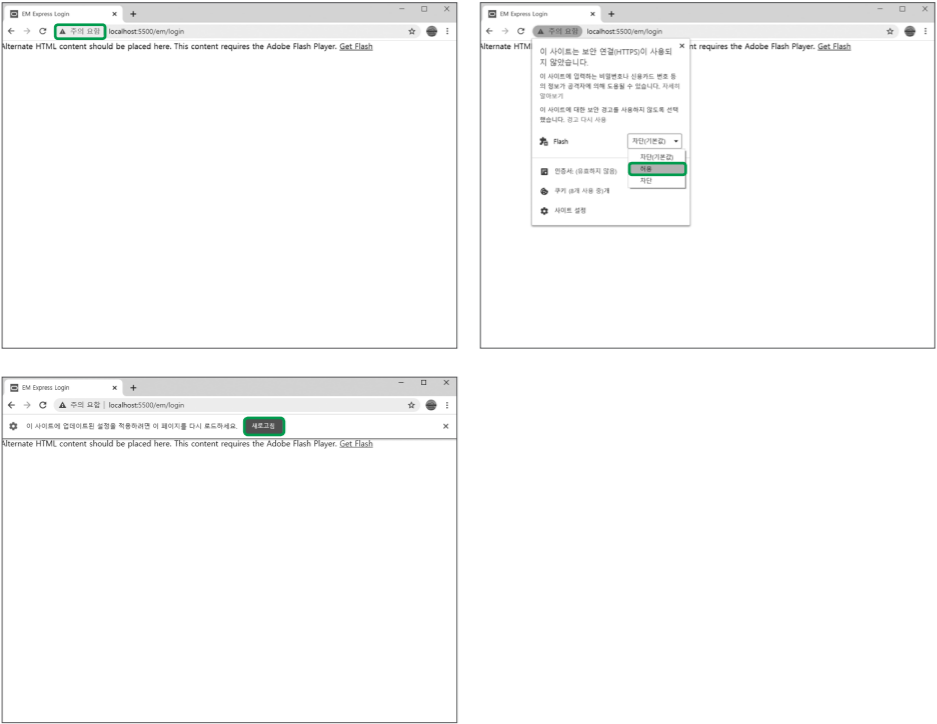 EM Express Login
주의 요함 localhost:5500/em/login
Alternate HTML content should be placed here. This content requires the Adobe Flash Player. Get Flash
EM Express Login
주의 요함 localhost:5500/em/login
Alternate HTM
nt requires the Adobe Flash Player. Get Flash
이 사이트는 보안 연결(HTTPS)이 사용되
지 않았습니다.
이 사이트에 입력하는 비밀번호나 신용카드 번호 등
의 정보가 공격자에 의해 도용될 수 있습니다. 자세히
알아보기
이 사이트에 대한 보안 경고를 사용하지 않도록 선택
했습니다. 경고 다시 사용
Flash 차단(기본값)
차단(기본값)
허용
차단
인증서: (유효하지 않음)
쿠키 (8개 사용 중)개
사이트 설정
EM Express Login
주의 요함 | localhost:5500/em/login
이 사이트에 업데이트된 설정을 적용하려면 이 페이지를 다시 로드하세요. 새로고침
Alternate HTML content should be placed here. This content requires the Adobe Flash Player. Get Flash